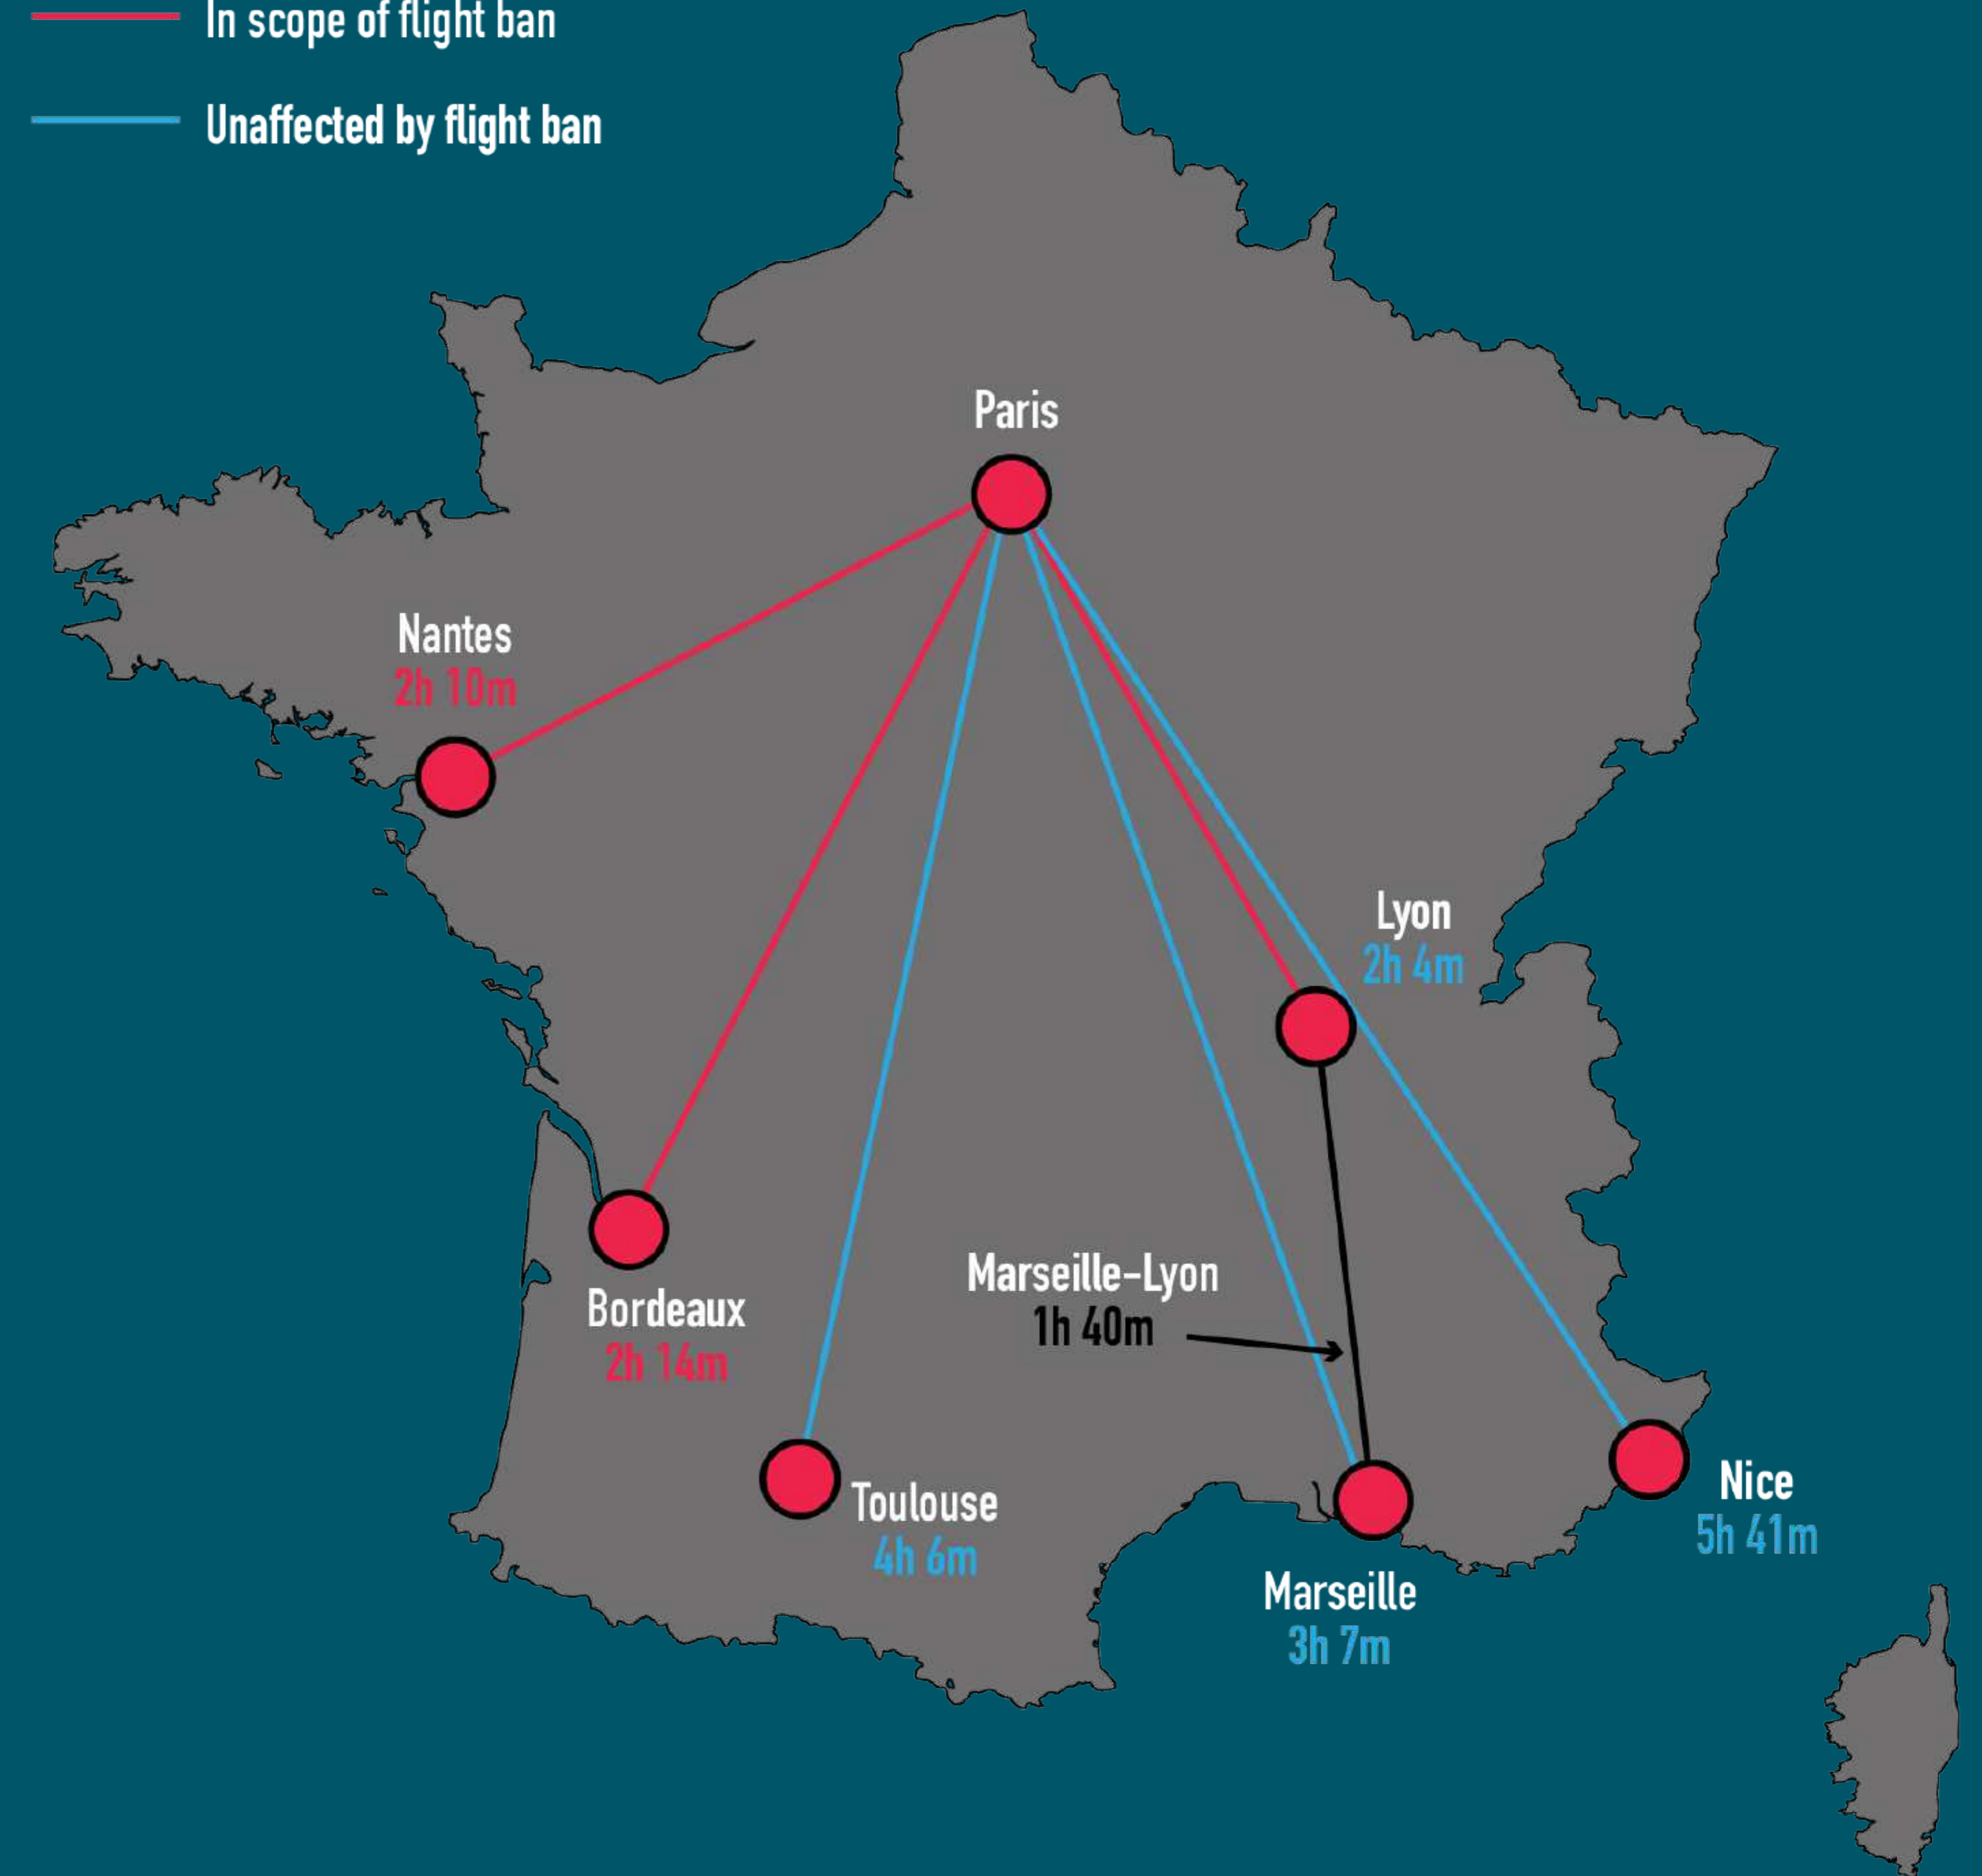 In scope of flight ban
Unaffected by flight ban
Paris
Nantes
2h 10m
Lyon
2h 4m
Marseille-Lyon
1h 40m
Bordeaux
2h 14m
Toulouse
4h 6m
Nice
5h 41m
Marseille
3h 7m